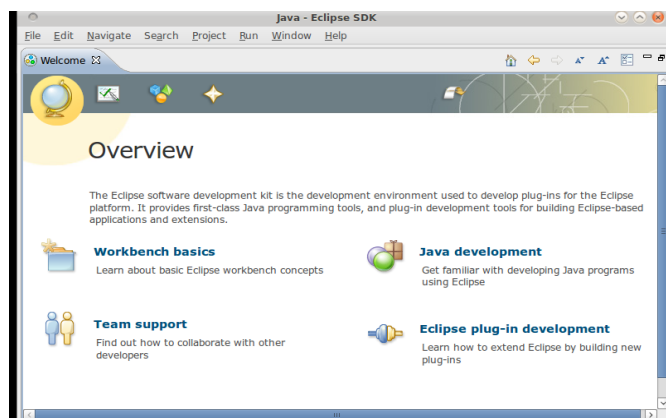 Java - Eclipse SDK
File Edit Navigate Search Project Run Window Help
Welcome
Overview
The Eclipse software development kit is the development environment used to develop plug-ins for the Eclipse
platform. It provides first-class Java programming tools, and plug-in development tools for building Eclipse-based
applications and extensions.
Workbench basics
Learn about basic Eclipse workbench concepts
Java development
Get familiar with developing Java programs
using Eclipse
Team support
Find out how to collaborate with other
developers
Eclipse plug-in development
Learn how to extend Eclipse by building new
plug-ins